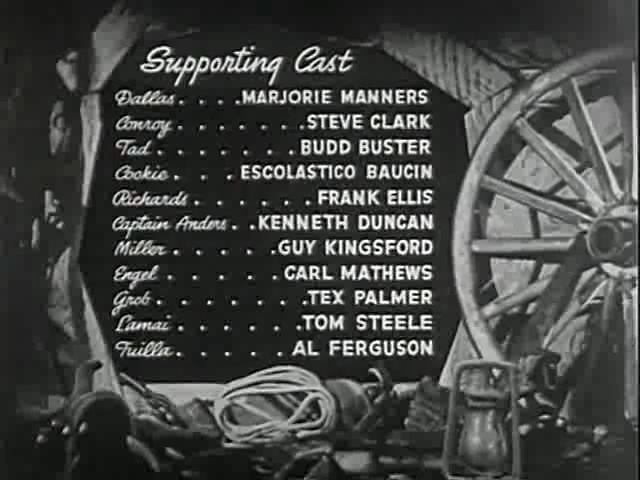 Supporting Cast
Dallas. . . .MARJORIE MANNERS
Conroy. . . . . . .STEVE CLARK
Tad. . . . . . BUDD BUSTER
Cookie. . . ESCOLASTICO BAUCIN
Richards. . . . . . FRANK ELLIS
Captain Anders. .KENNETH DUNCAN
Miller. . . . . .GUY KINGSFORD
Engel. . . . . CARL MATHEWS
Grob. . . . . . .TEX PALMER
Lamai. . . . . .TOM STEELE
Fuilla. . . . . AL FERGUSON